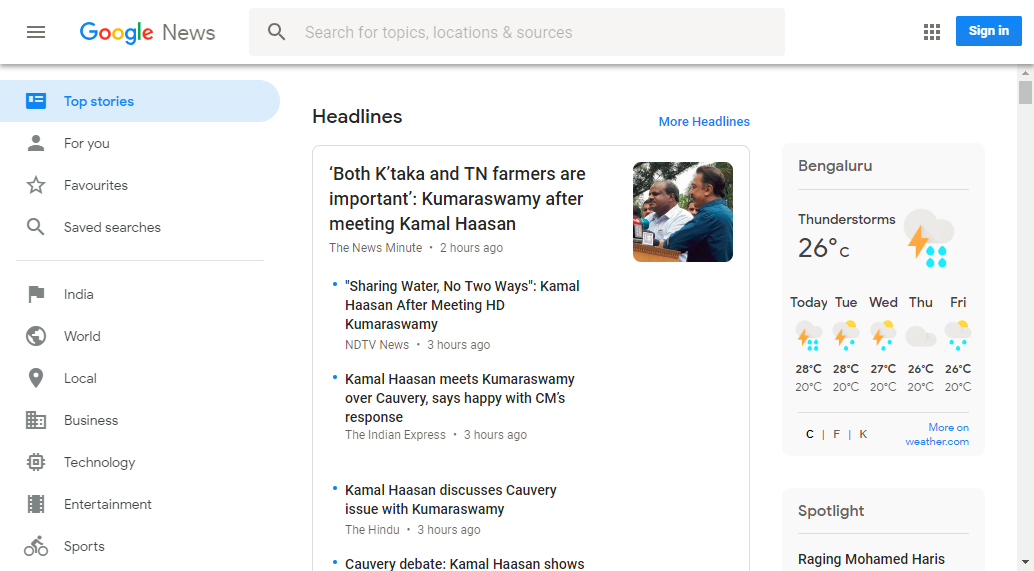 Google News
Search for topics, locations & sources
Sign in
Top stories
For you
Favourites
Saved searches
India
World
Local
Business
Technology
Entertainment
Sports
Headlines
More Headlines
‘Both K’taka and TN farmers are
important’: Kumaraswamy after
meeting Kamal Haasan
The News Minute • 2 hours ago
"Sharing Water, No Two Ways": Kamal
Haasan After Meeting HD
Kumaraswamy
NDTV News • 3 hours ago
Kamal Haasan meets Kumaraswamy
over Cauvery, says happy with CM’s
response
The Indian Express • 3 hours ago
Kamal Haasan discusses Cauvery
issue with Kumaraswamy
The Hindu • 3 hours ago
Cauvery debate: Kamal Haasan shows
Bengaluru
Thunderstorms
26°C
Today Tue Wed Thu Fri
28°C 28°C 27°C 26°C 26°C
20°C 20°C 20°C 20°C 20°C
C | F | K
More on
weather.com
Spotlight
Raging Mohamed Haris